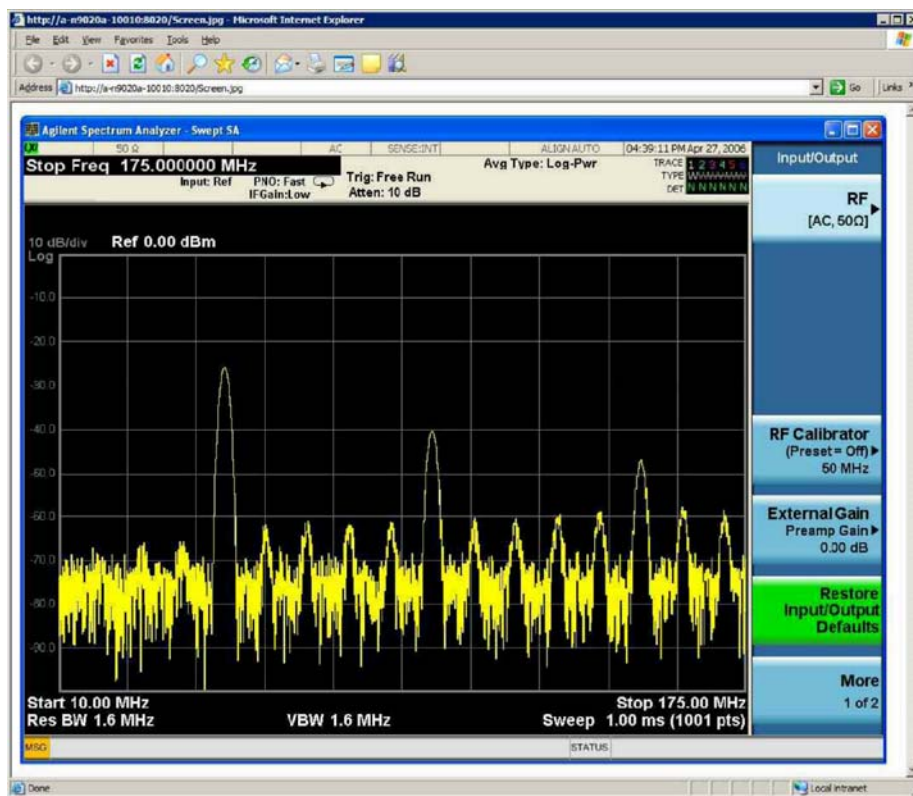 http://a-n9020a-10010:8020/Screen.jpg - Microsoft Internet Explorer
File Edit View Favorites Tools Help
Address http://a-n9020a-10010:8020/Screen.jpg Go Links
Agilent Spectrum Analyzer - Swept SA
50 Ω AC SENSE:INT ALIGN AUTO 04:39:11 PM Apr 27, 2006
Stop Freq 175.000000 MHz
Input: Ref PNO: Fast IFGain:Low
Trig: Free Run
Atten: 10 dB
Avg Type: Log-Pwr
TRACE 1 2 3 4 5 6
TYPE
DET N N N N N N
10 dB/div Ref 0.00 dBm
Log
-10.0
-20.0
-30.0
-40.0
-50.0
-60.0
-70.0
-80.0
-90.0
Start 10.00 MHz Stop 175.00 MHz
Res BW 1.6 MHz VBW 1.6 MHz Sweep 1.00 ms (1001 pts)
MSG STATUS
Input/Output
RF
[AC, 50Ω]
RF Calibrator
(Preset= Off)
50 MHz
External Gain
Preamp Gain
0.00 dB
Restore
Input/Output
Defaults
More
1 of 2
Done Local intranet